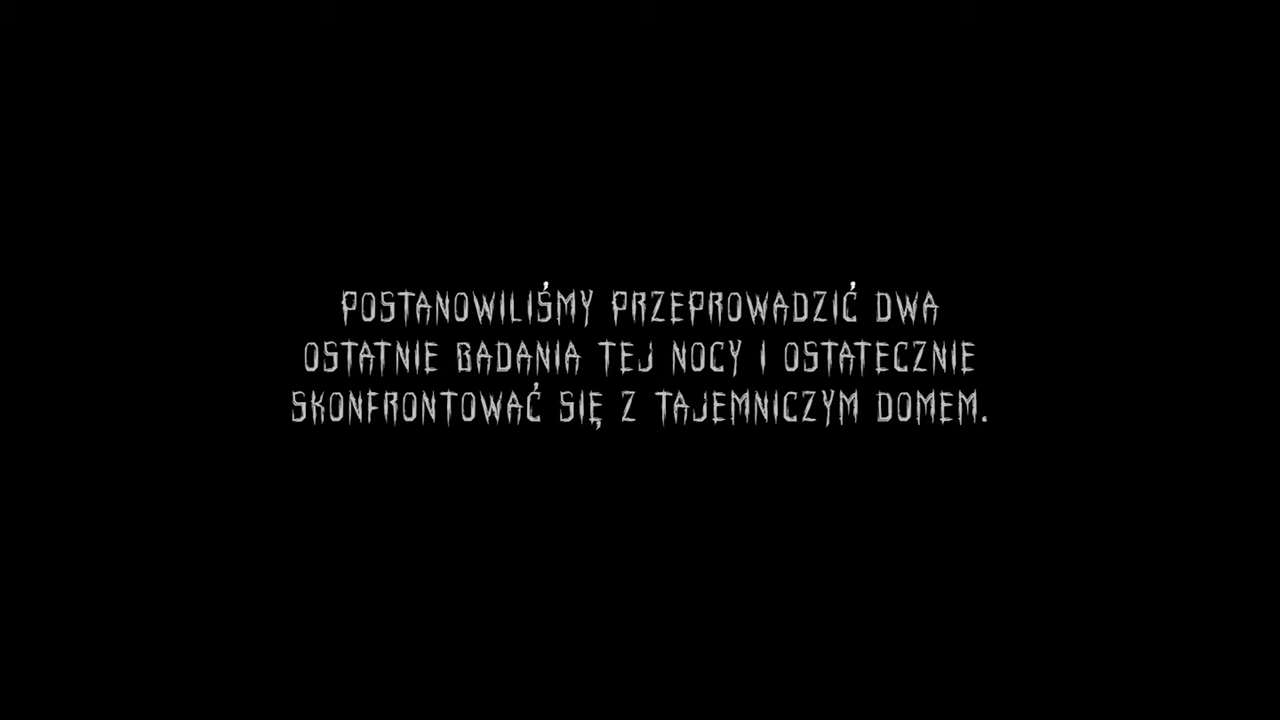 POSTANOWILIŚMY PRZEPROWADZIĆ DWA
OSTATNIE BADANIA TEJ NOCY I OSTATECZNIE
SKONFRONTOWAĆ SIĘ Z TAJEMNICZYM DOMEM.